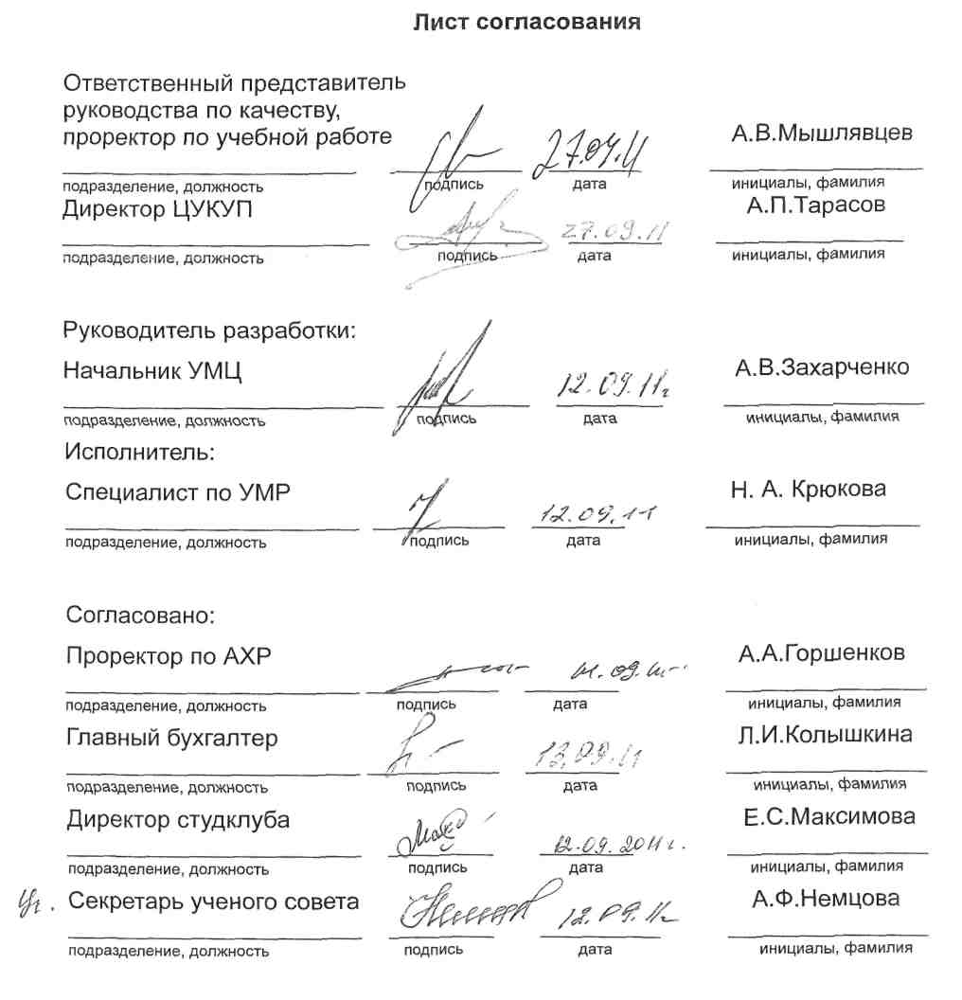 Лист согласования
Ответственный представитель
руководства по качеству,
проректор по учебной работе 27.09.11 А.В.Мышлявцев
подразделение, должность подпись дата инициалы, фамилия
Директор ЦУКУП 27.09.11 А.П.Тарасов
подразделение, должность подпись дата инициалы, фамилия
Руководитель разработки:
Начальник УМЦ 12.09.11г А.В.Захарченко
подразделение, должность подпись дата инициалы, фамилия
Исполнитель:
Специалист по УМР 12.09.11 Н. А. Крюкова
подразделение, должность подпись дата инициалы, фамилия
Согласовано:
Проректор по АХР А.А.Горшенков
подразделение, должность подпись дата инициалы, фамилия
Главный бухгалтер 13.09.11 Л.И.Колышкина
подразделение, должность подпись дата инициалы, фамилия
Директор студклуба 12.09.2011г. Е.С.Максимова
подразделение, должность подпись дата инициалы, фамилия
Секретарь ученого совета 12.09.11г А.Ф.Немцова
подразделение, должность подпись дата инициалы, фамилия